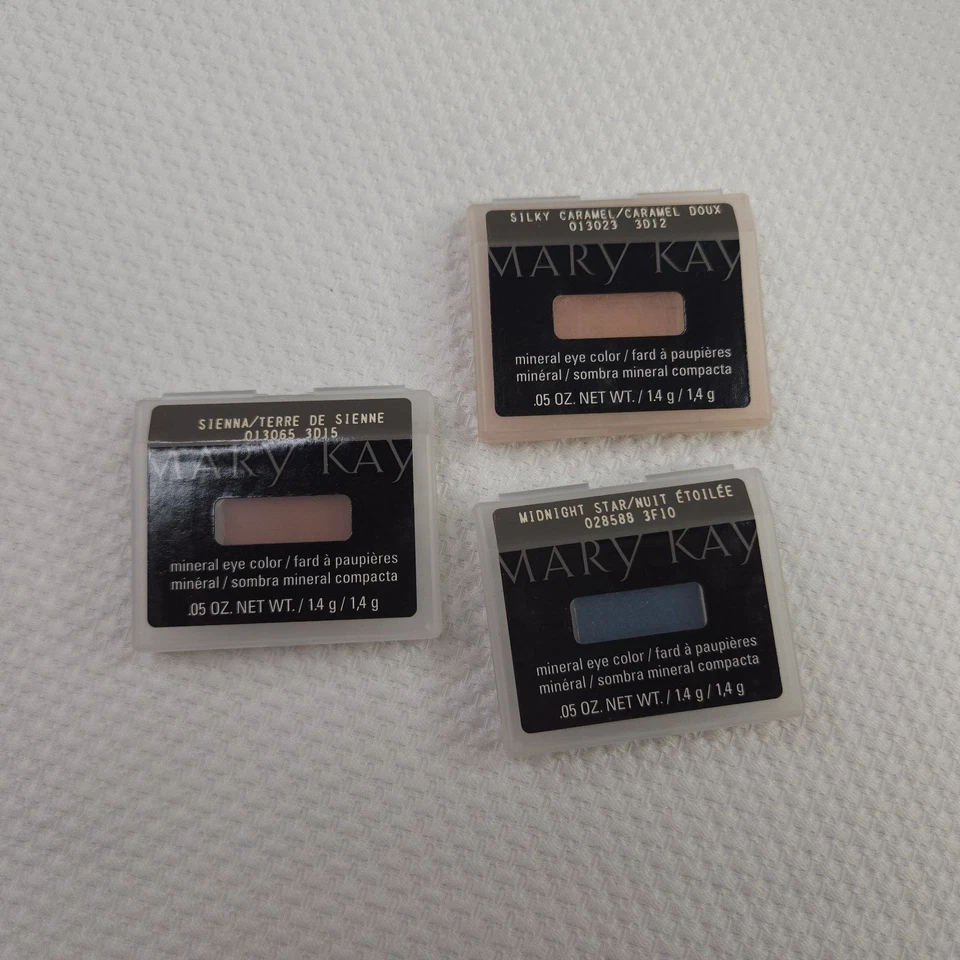 SILKY CARAMEL/CARAMEL DOUX
013023 3D12
MARY KAY
mineral eye color / fard à paupières
minéral / sombra mineral compacta
.05 OZ. NET WT. / 1.4 g / 1,4 g
SIENNA/TERRE DE SIENNE
013065 3D15
MARY KAY
mineral eye color / fard à paupières
minéral / sombra mineral compacta
.05 OZ. NET WT. / 1.4 g / 1,4 g
MIDNIGHT STAR/NUIT ÉTOILÉE
028588 3F10
MARY KAY
mineral eye color / fard à paupières
minéral / sombra mineral compacta
.05 OZ. NET WT. / 1.4 g / 1,4 g